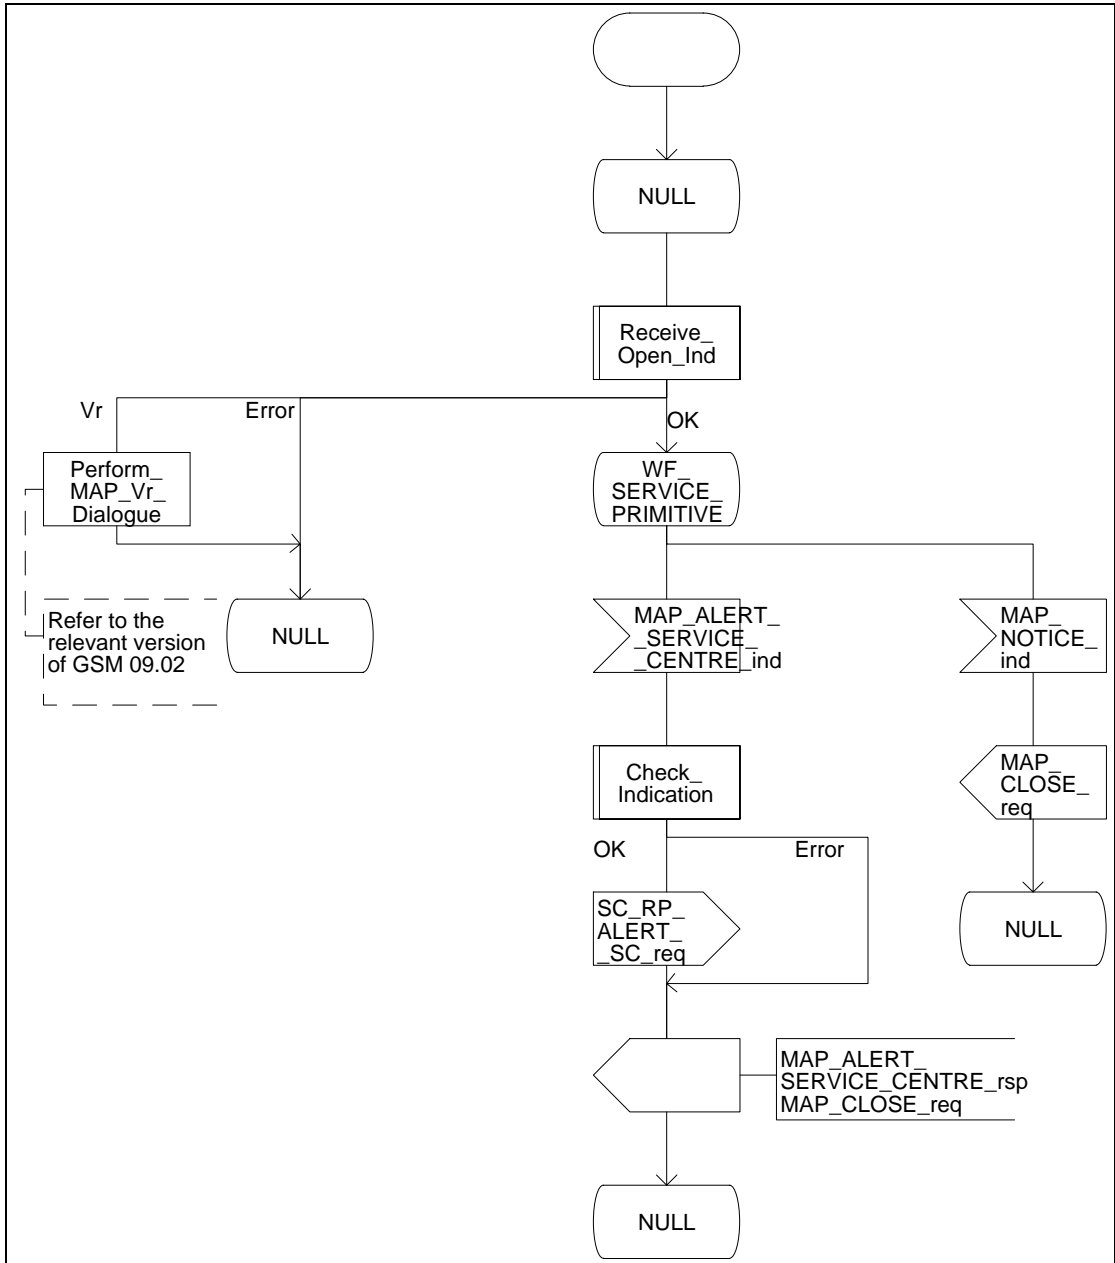 NULL
Receive_
Open_Ind
Vr
Error
OK
Perform_
MAP_Vr_
Dialogue
WF_
SERVICE_
PRIMITIVE
Refer to the
relevant version
of GSM 09.02
NULL
MAP_ALERT_
_SERVICE_
_CENTRE_ind
MAP_
NOTICE_
ind
Check_
Indication
MAP_
CLOSE_
req
OK
Error
SC_RP_
ALERT_
_SC_req
NULL
MAP_ALERT_
SERVICE_CENTRE_rsp
MAP_CLOSE_req
NULL